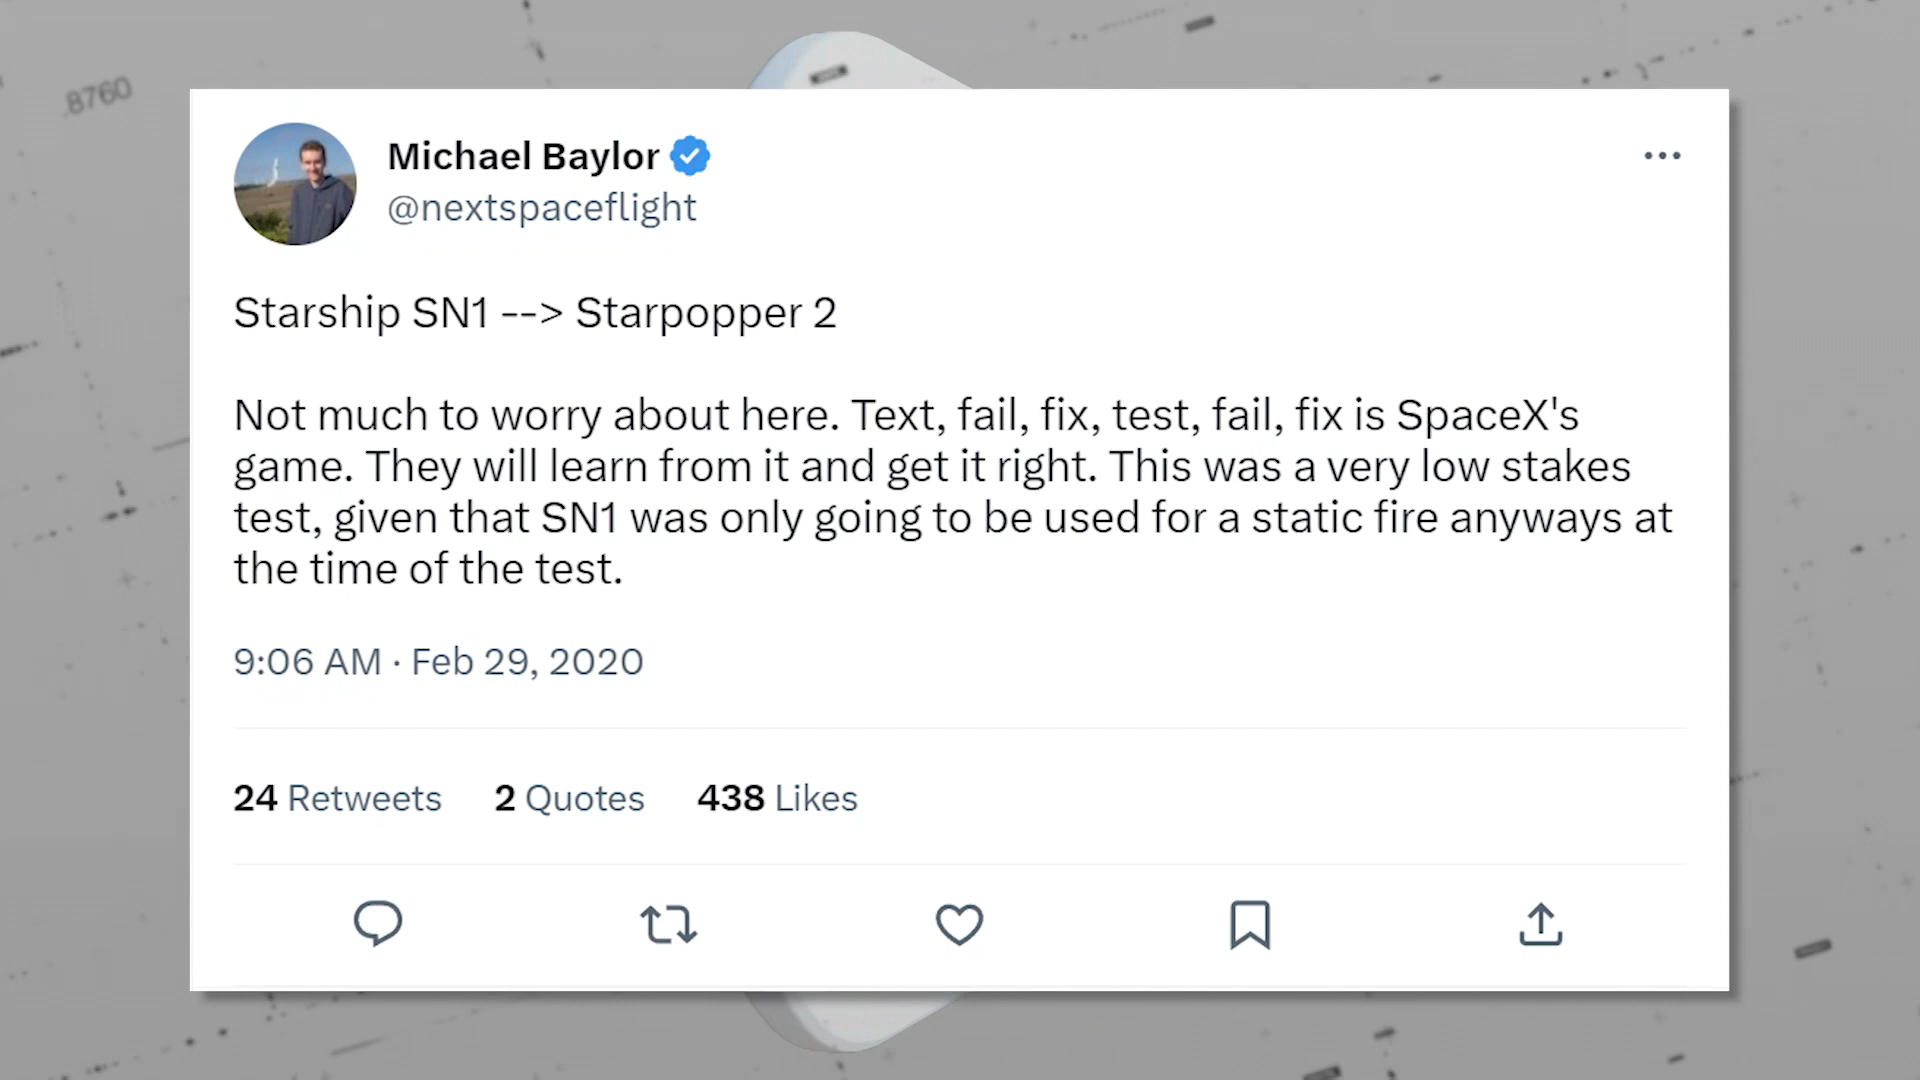 .8760
Michael Baylor
@nextspaceflight
Starship SN1 --> Starpopper 2
Not much to worry about here. Text, fail, fix, test, fail, fix is SpaceX's
game. They will learn from it and get it right. This was a very low stakes
test, given that SN1 was only going to be used for a static fire anyways at
the time of the test.
9:06 AM · Feb 29, 2020
24 Retweets 2 Quotes 438 Likes